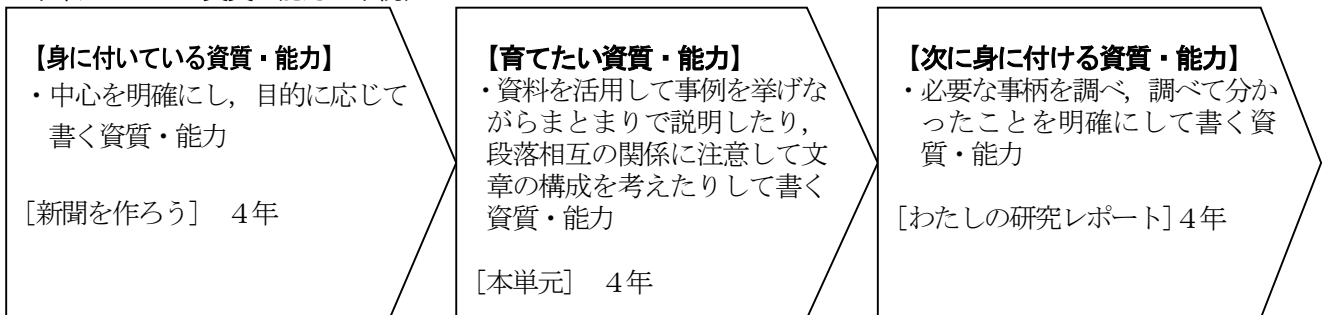 【身に付いている資質・能力】
・中心を明確にし，目的に応じて
書く資質・能力
［新聞を作ろう］　４年
【育てたい資質・能力】
・資料を活用して事例を挙げな
がらまとまりで説明したり，
段落相互の関係に注意して文
章の構成を考えたりして書く
資質・能力
［本単元］　４年
【次に身に付ける資質・能力】
・必要な事柄を調べ，調べて分か
ったことを明確にして書く資
質・能力
［わたしの研究レポート］４年